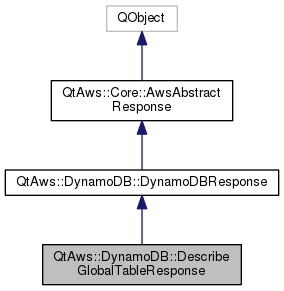 QObject
QtAws::Core::AwsAbstract
Response
QtAws::DynamoDB::DynamoDBResponse
QtAws::DynamoDB::Describe
GlobalTableResponse